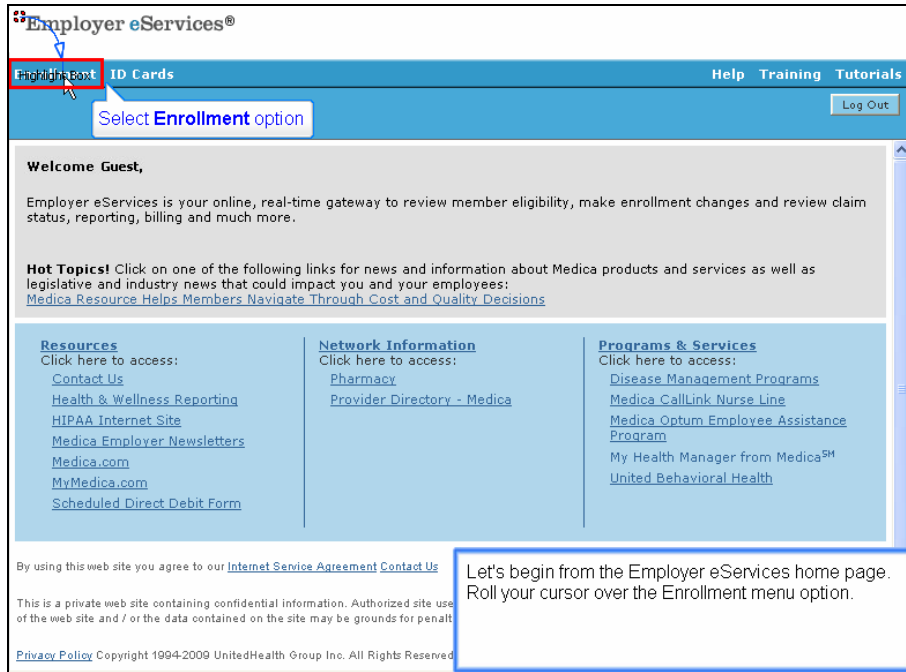 Employer eServices®
Enrollment ID Cards Help Training Tutorials
Highlight Box
Select Enrollment option
Log Out
Welcome Guest,
Employer eServices is your online, real-time gateway to review member eligibility, make enrollment changes and review claim
status, reporting, billing and much more.
Hot Topics! Click on one of the following links for news and information about Medica products and services as well as
legislative and industry news that could impact you and your employees:
Medica Resource Helps Members Navigate Through Cost and Quality Decisions
Resources
Click here to access:
Contact Us
Health & Wellness Reporting
HIPAA Internet Site
Medica Employer Newsletters
Medica.com
MyMedica.com
Scheduled Direct Debit Form
Network Information
Click here to access:
Pharmacy
Provider Directory - Medica
Programs & Services
Click here to access:
Disease Management Programs
Medica CallLink Nurse Line
Medica Optum Employee Assistance
Program
My Health Manager from Medica℠
United Behavioral Health
By using this web site you agree to our Internet Service Agreement Contact Us
This is a private web site containing confidential information. Authorized site use
of the web site and / or the data contained on the site may be grounds for penalt
Privacy Policy Copyright 1994-2009 UnitedHealth Group Inc. All Rights Reserved
Let's begin from the Employer eServices home page.
Roll your cursor over the Enrollment menu option.